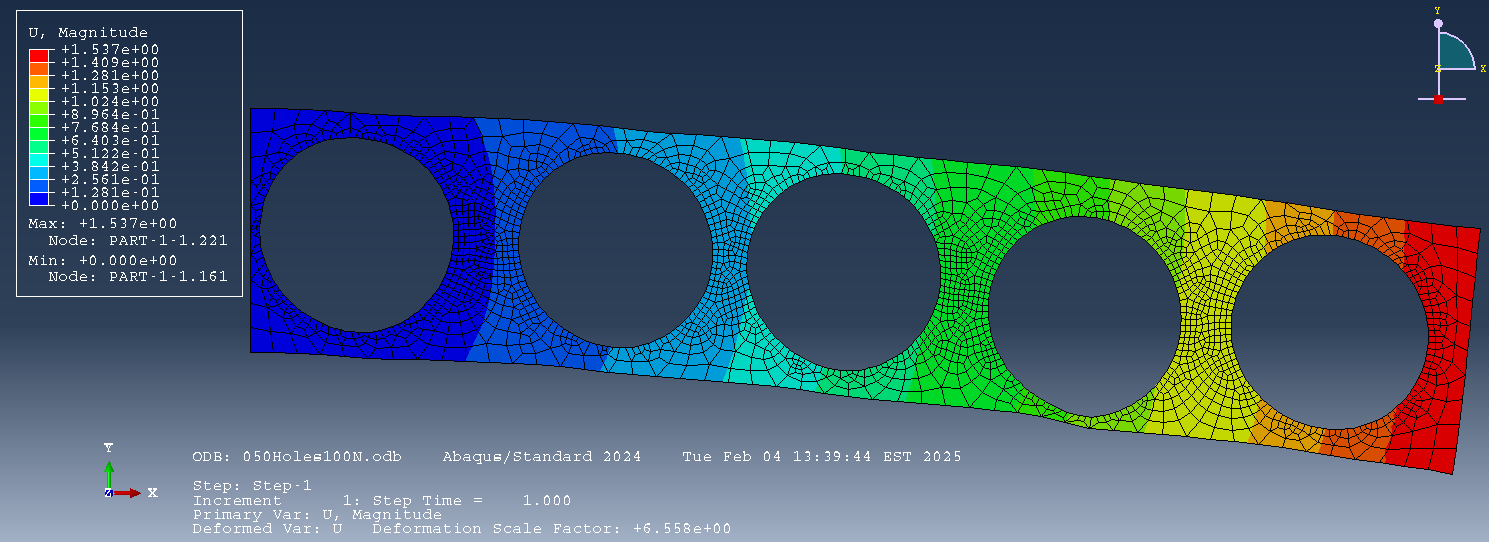 U, Magnitude
+1.537e+00
+1.409e+00
+1.281e+00
+1.153e+00
+1.024e+00
+8.964e-01
+7.684e-01
+6.403e-01
+5.122e-01
+3.842e-01
+2.561e-01
+1.281e-01
+0.000e+00
Max: +1.537e+00
Node: PART-1-1.221
Min: +0.000e+00
Node: PART-1-1.161
Y
Z
X
Y
Z
X
ODB: 050Holes100N.odb Abaqus/Standard 2024 Tue Feb 04 13:39:44 EST 2025
Step: Step-1
Increment 1: Step Time = 1.000
Primary Var: U, Magnitude
Deformed Var: U Deformation Scale Factor: +6.558e+00